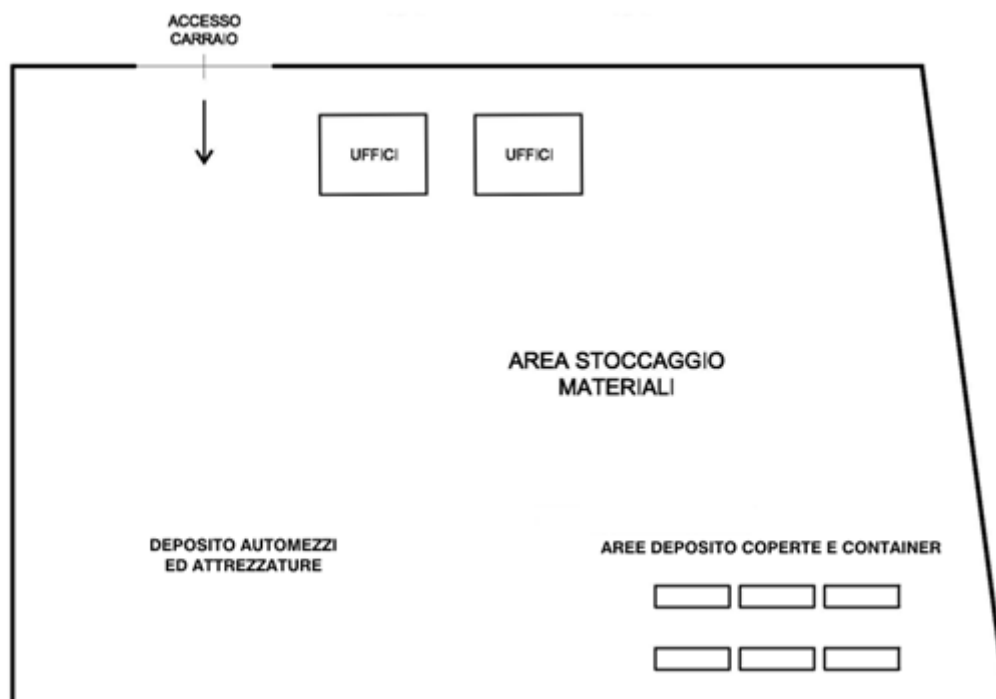 ACCESSO
CARRAIO
UFFICI
UFFICI
AREA STOCCAGGIO
MATERIALI
DEPOSITO AUTOMEZZI
ED ATTREZZATURE
AREE DEPOSITO COPERTE E CONTAINER